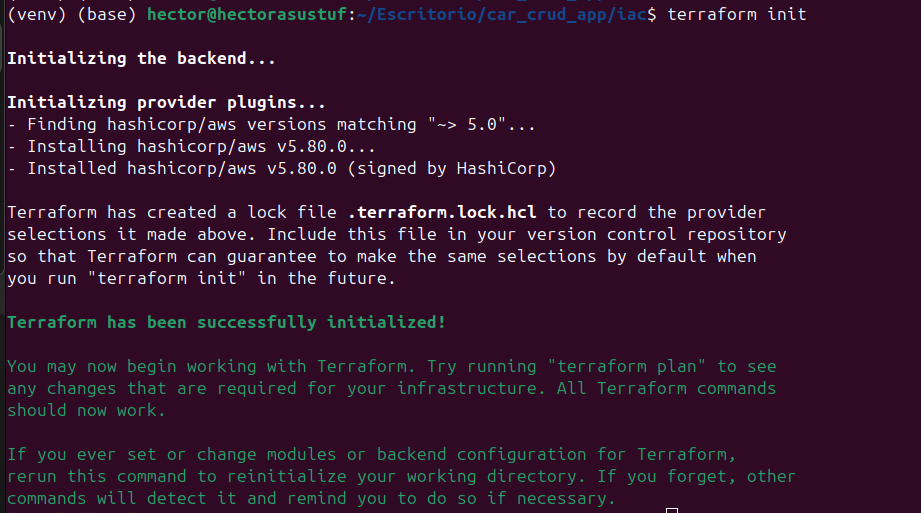 (venv) (base) hector@hectorasustuf:~/Escritorio/car_crud_app/iac$ terraform init
Initializing the backend...
Initializing provider plugins...
- Finding hashicorp/aws versions matching "~> 5.0"...
- Installing hashicorp/aws v5.80.0...
- Installed hashicorp/aws v5.80.0 (signed by HashiCorp)
Terraform has created a lock file .terraform.lock.hcl to record the provider
selections it made above. Include this file in your version control repository
so that Terraform can guarantee to make the same selections by default when
you run "terraform init" in the future.
Terraform has been successfully initialized!
You may now begin working with Terraform. Try running "terraform plan" to see
any changes that are required for your infrastructure. All Terraform commands
should now work.
If you ever set or change modules or backend configuration for Terraform,
rerun this command to reinitialize your working directory. If you forget, other
commands will detect it and remind you to do so if necessary.